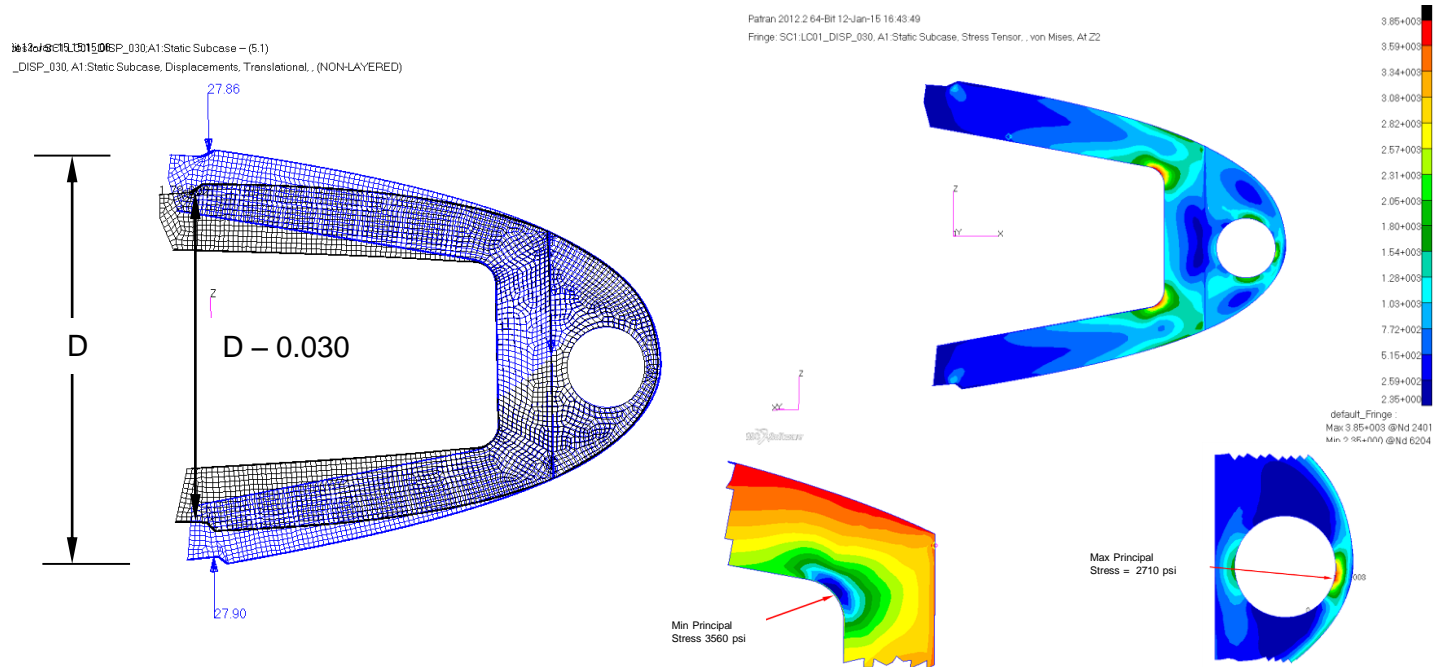 _DISP_030, A1:Static Subcase, Displacements, Translational, , (NON-LAYERED)
27.86
D
D – 0.030
Z
1
27.90
Patran 2012.2 64-Bit 12-Jan-15 16:43:49
Fringe: SC1:LC01_DISP_030, A1:Static Subcase, Stress Tensor, , von Mises, At Z2
3.85+003
3.59+003
3.34+003
3.08+003
2.82+003
2.57+003
2.31+003
2.05+003
1.80+003
1.54+003
1.28+003
1.03+003
7.72+002
5.15+002
2.59+002
2.35+000
default_Fringe :
Max 3.85+003 @Nd 2401
Min 2.35+000 @Nd 6204
Z
X
Z
Min Principal
Stress 3560 psi
Max Principal
Stress = 2710 psi
003